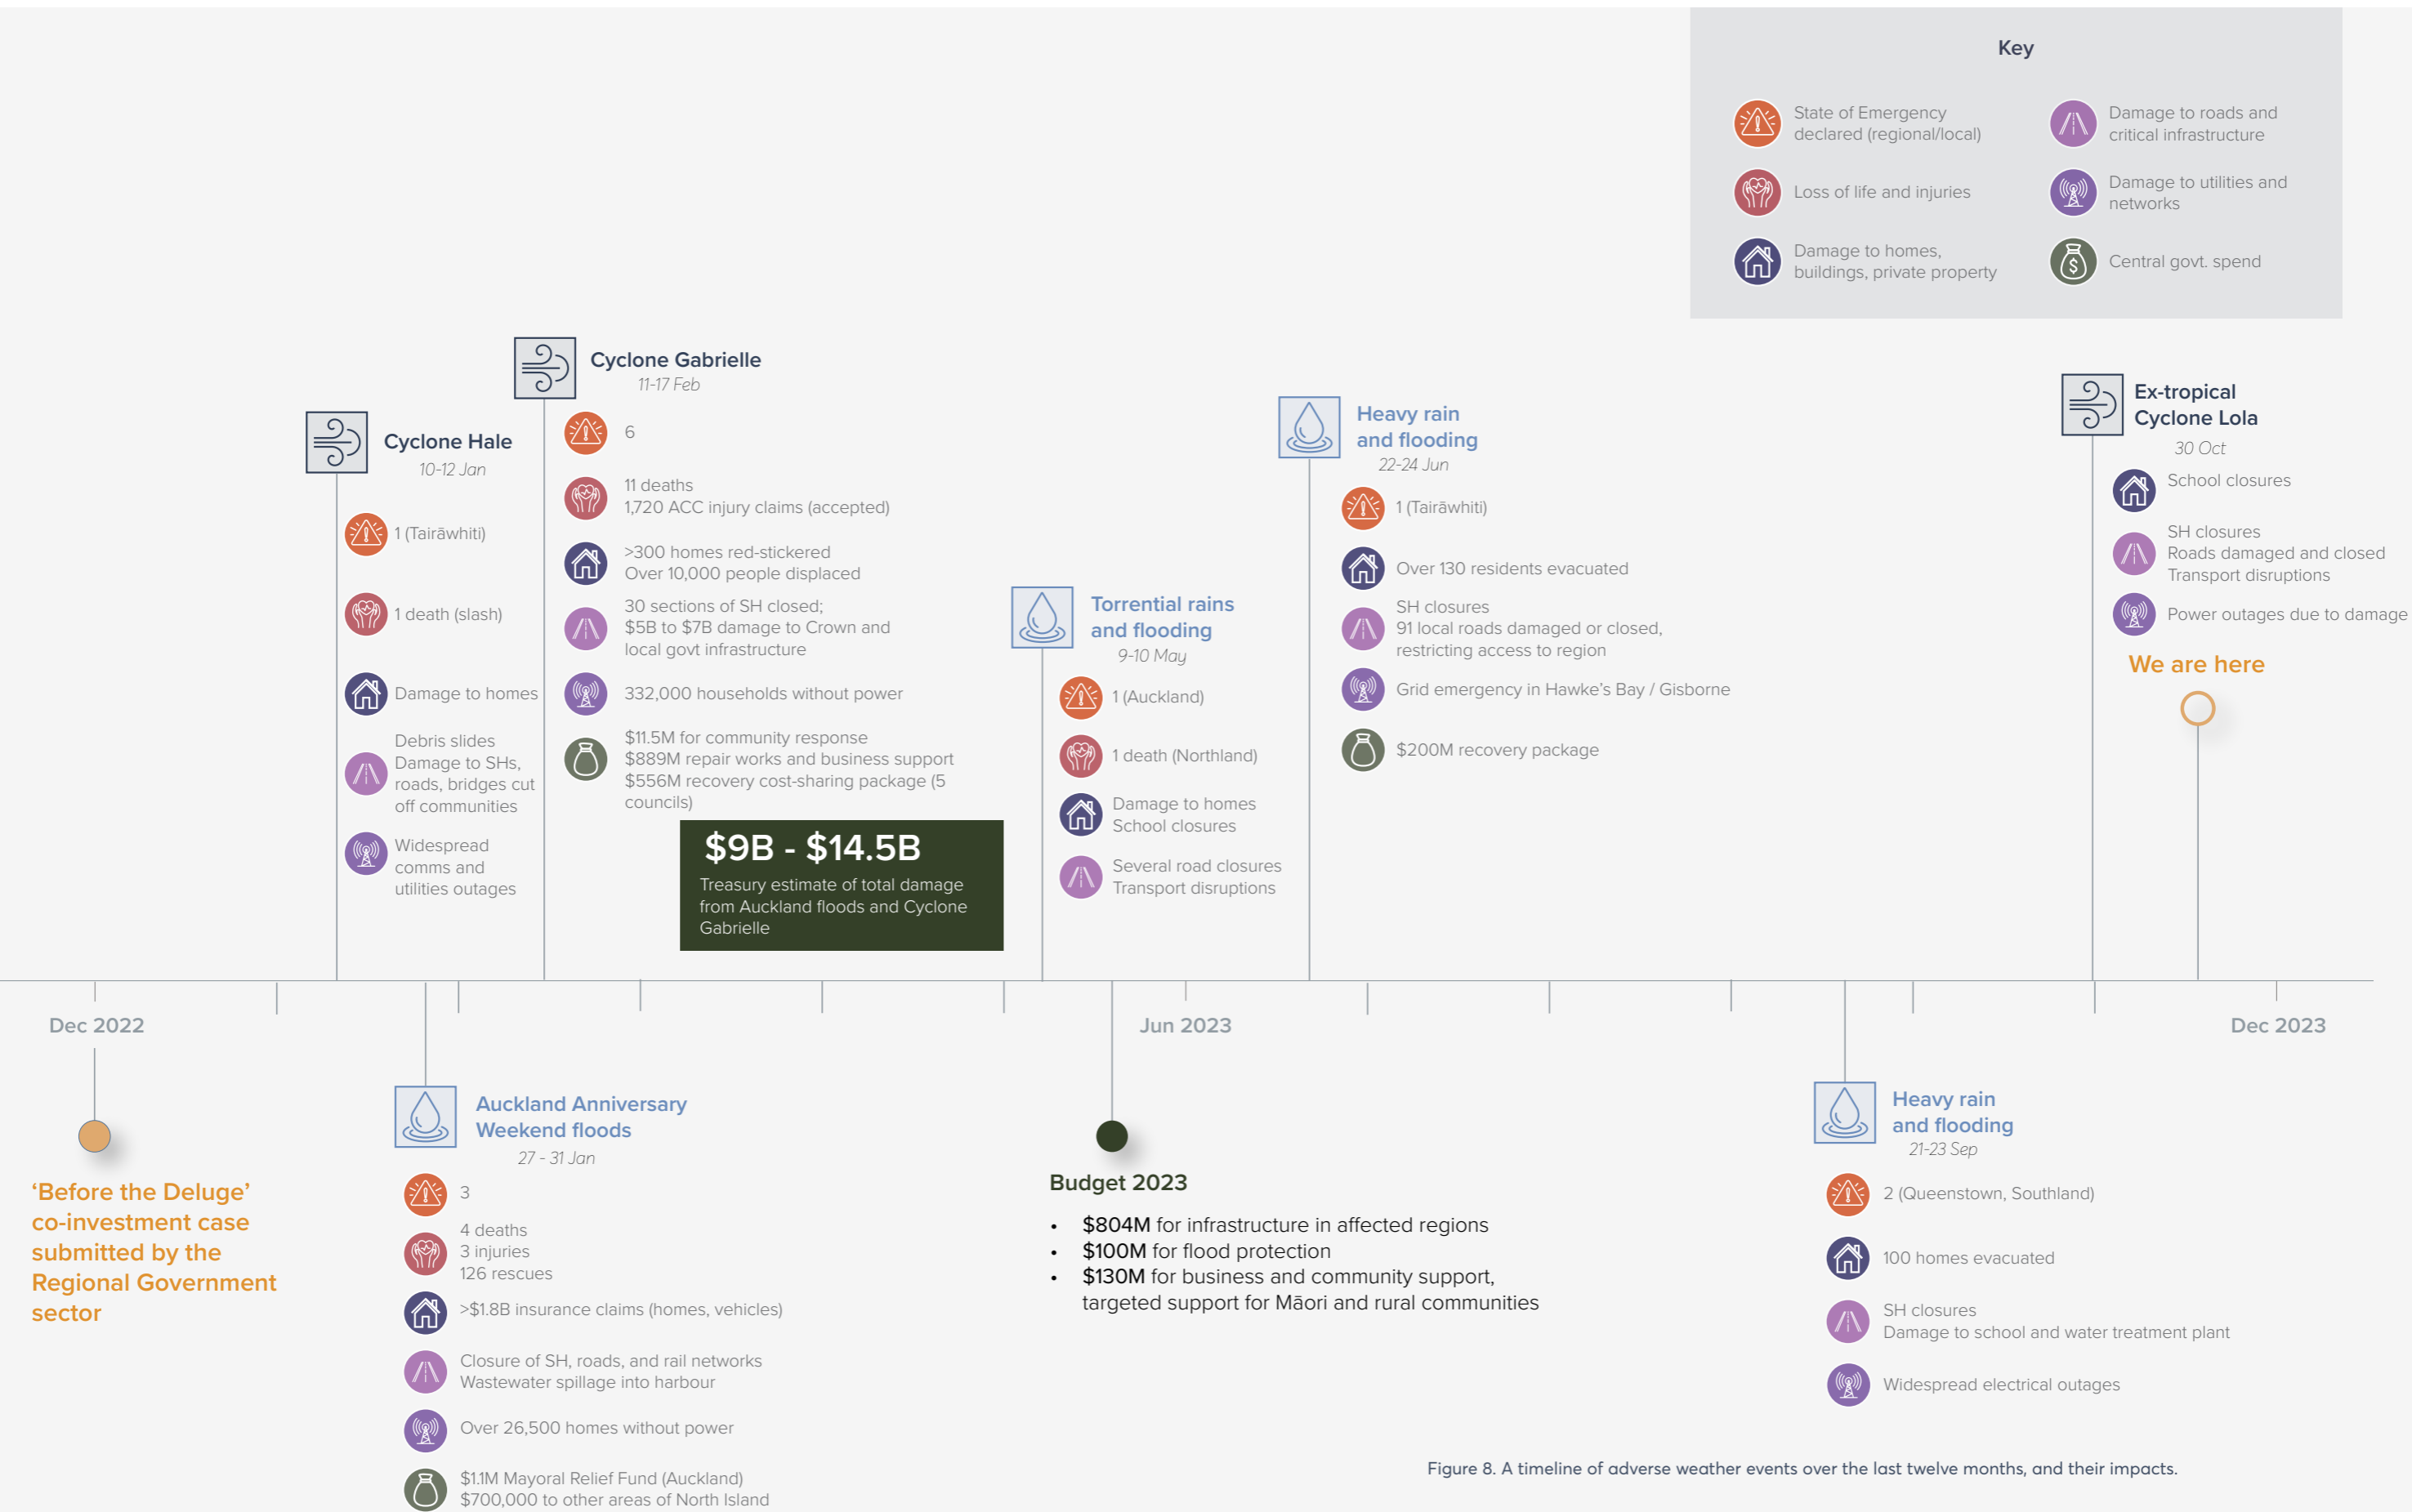 Key
State of Emergency
declared (regional/local)
Loss of life and injuries
Damage to homes,
buildings, private property
Damage to roads and
critical infrastructure
Damage to utilities and
networks
Central govt. spend
Cyclone Hale
10-12 Jan
1 (Tairāwhiti)
1 death (slash)
Damage to homes
Debris slides
Damage to SHs,
roads, bridges cut
off communities
Widespread
comms and
utilities outages
Cyclone Gabrielle
11-17 Feb
6
11 deaths
1,720 ACC injury claims (accepted)
>300 homes red-stickered
Over 10,000 people displaced
30 sections of SH closed;
$5B to $7B damage to Crown and
local govt infrastructure
332,000 households without power
$11.5M for community response
$889M repair works and business support
$556M recovery cost-sharing package (5
councils)
$9B - $14.5B
Treasury estimate of total damage
from Auckland floods and Cyclone
Gabrielle
Torrential rains
and flooding
9-10 May
1 (Auckland)
1 death (Northland)
Damage to homes
School closures
Several road closures
Transport disruptions
Heavy rain
and flooding
22-24 Jun
1 (Tairāwhiti)
Over 130 residents evacuated
SH closures
91 local roads damaged or closed,
restricting access to region
Grid emergency in Hawke's Bay / Gisborne
$200M recovery package
Ex-tropical
Cyclone Lola
30 Oct
School closures
SH closures
Roads damaged and closed
Transport disruptions
Power outages due to damage
We are here
Dec 2022
Jun 2023
Dec 2023
‘Before the Deluge’
co-investment case
submitted by the
Regional Government
sector
Auckland Anniversary
Weekend floods
27 - 31 Jan
3
4 deaths
3 injuries
126 rescues
>$1.8B insurance claims (homes, vehicles)
Closure of SH, roads, and rail networks
Wastewater spillage into harbour
Over 26,500 homes without power
$1.1M Mayoral Relief Fund (Auckland)
$700,000 to other areas of North Island
Budget 2023
• $804M for infrastructure in affected regions
• $100M for flood protection
• $130M for business and community support,
targeted support for Māori and rural communities
Heavy rain
and flooding
21-23 Sep
2 (Queenstown, Southland)
100 homes evacuated
SH closures
Damage to school and water treatment plant
Widespread electrical outages
Figure 8. A timeline of adverse weather events over the last twelve months, and their impacts.